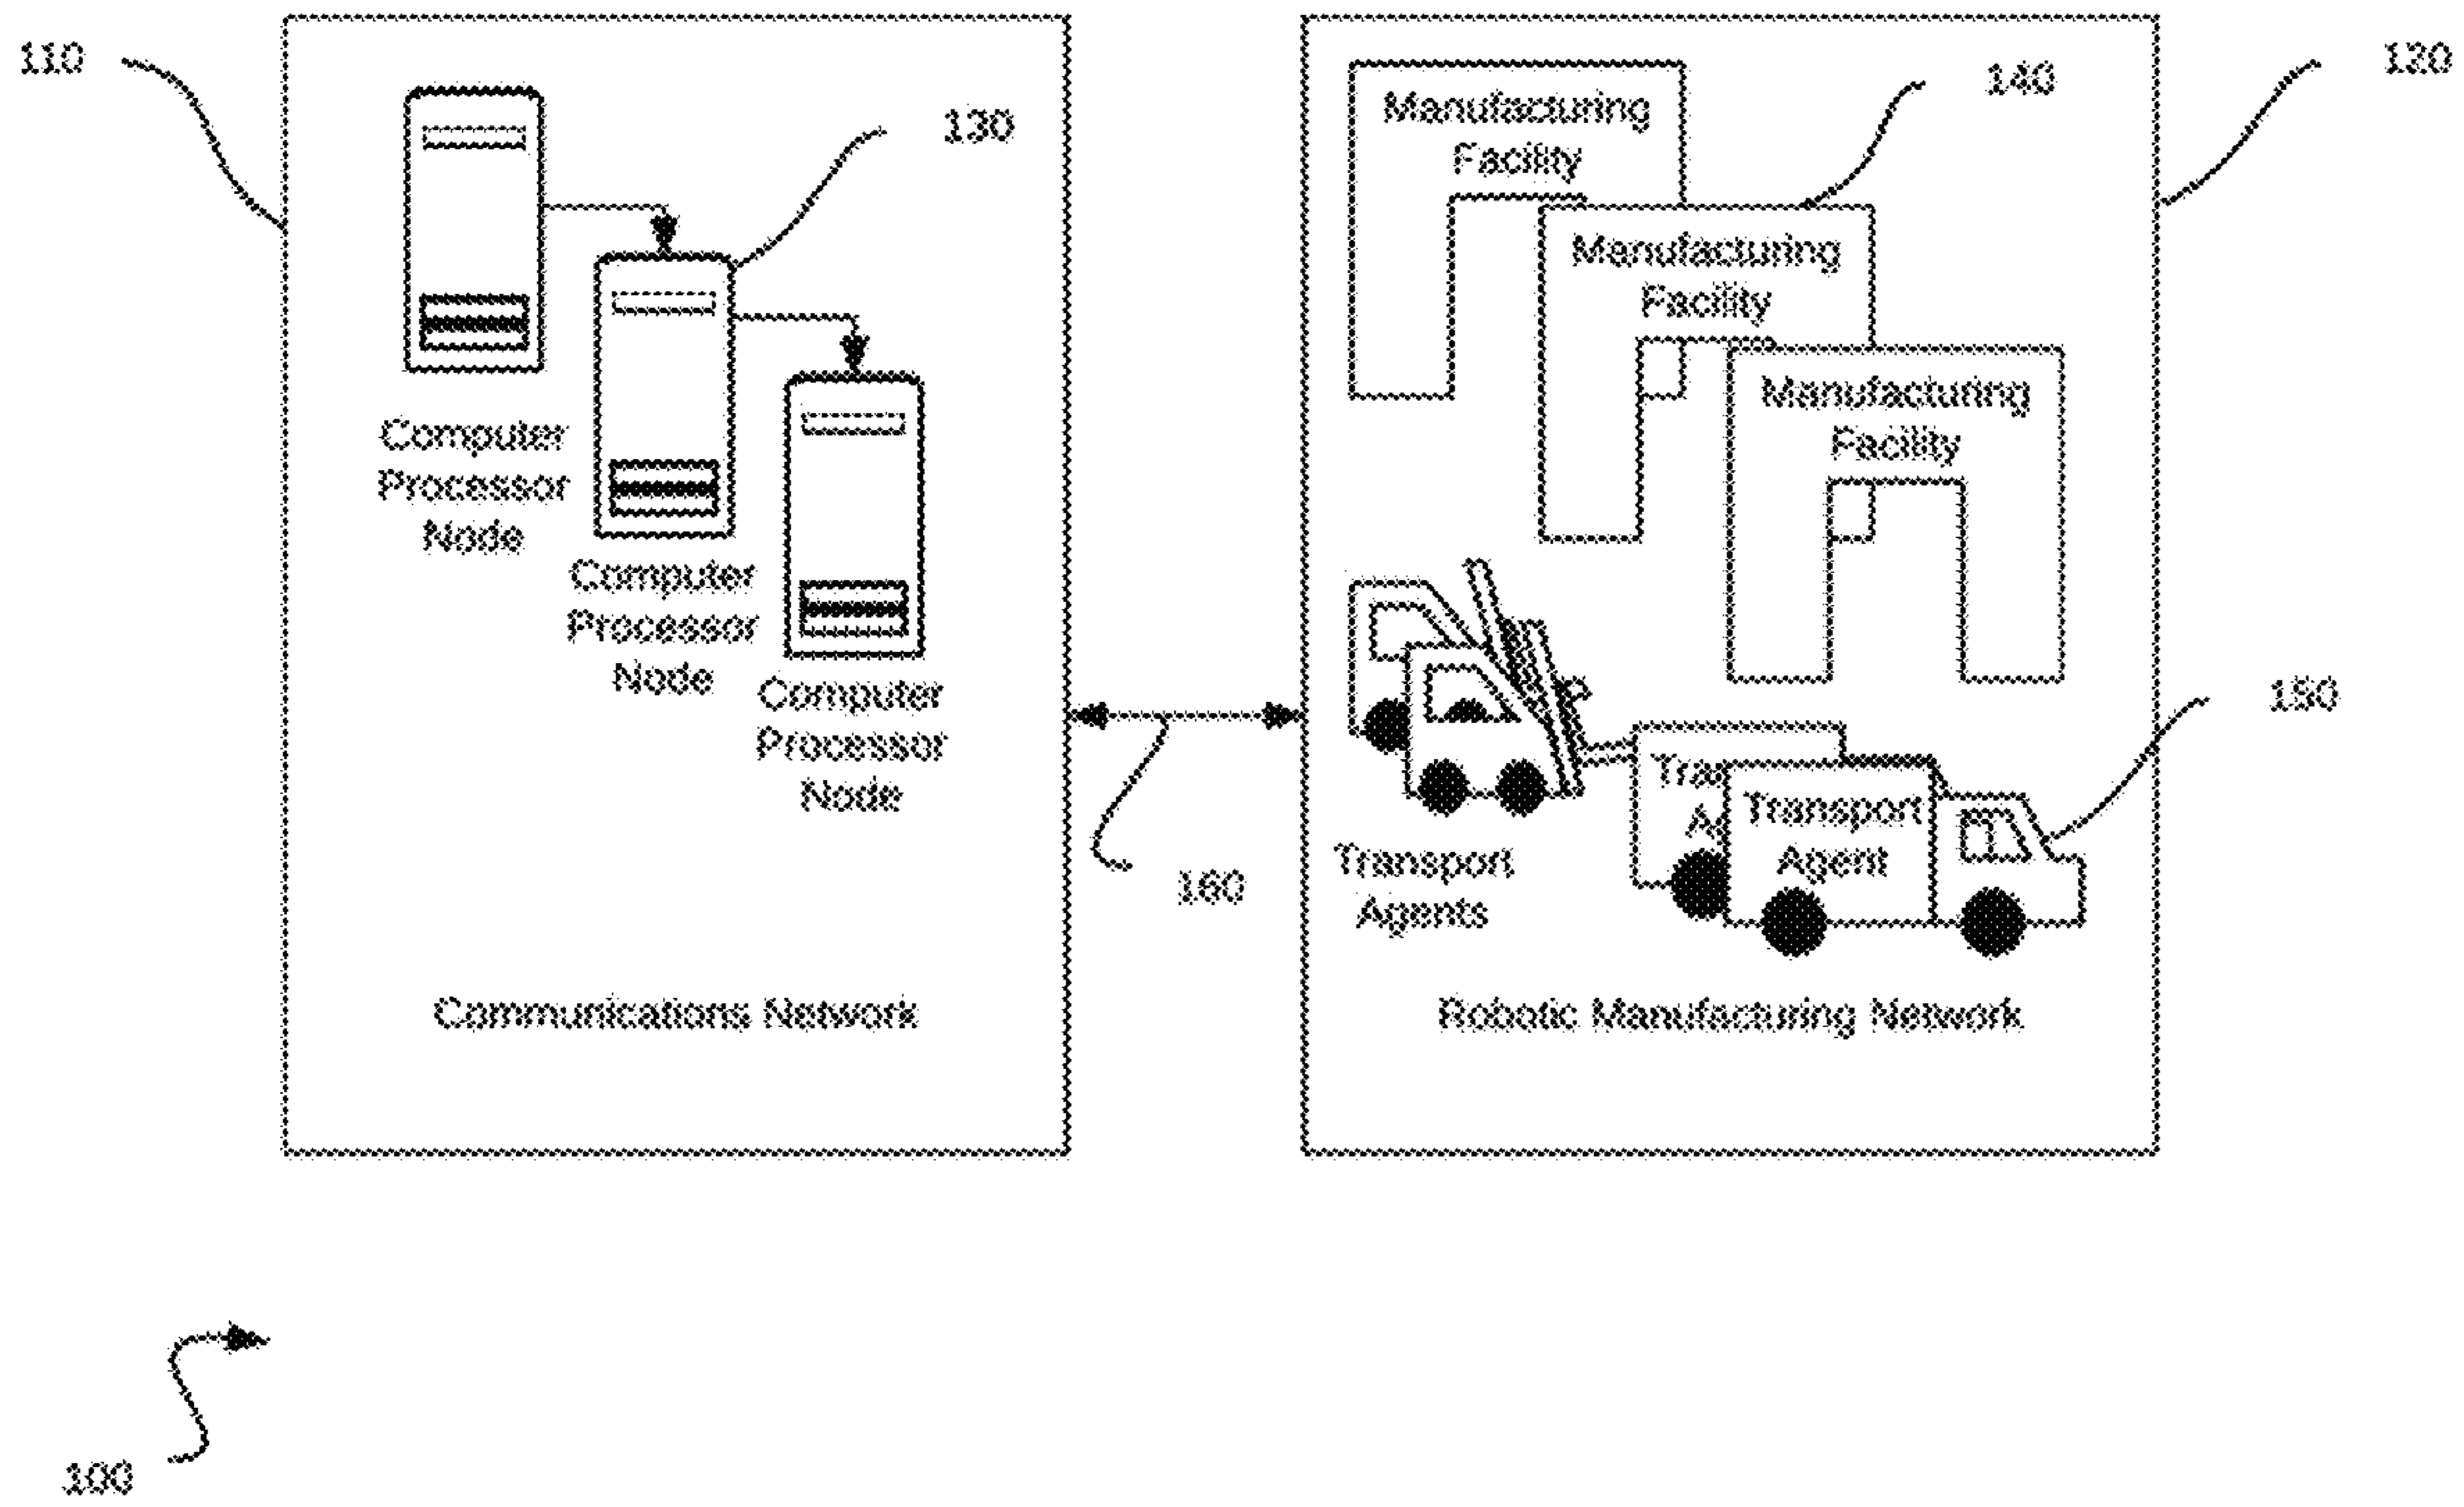 110
120
130
140
Manufacturing
Facility
Manufacturing
Facility
Manufacturing
Facility
Computer
Processor
Node
Computer
Processor
Node
Computer
Processor
Node
150
160
Transport
Agents
Transport
Agent
Communications Network
Robotic Manufacturing Network
100